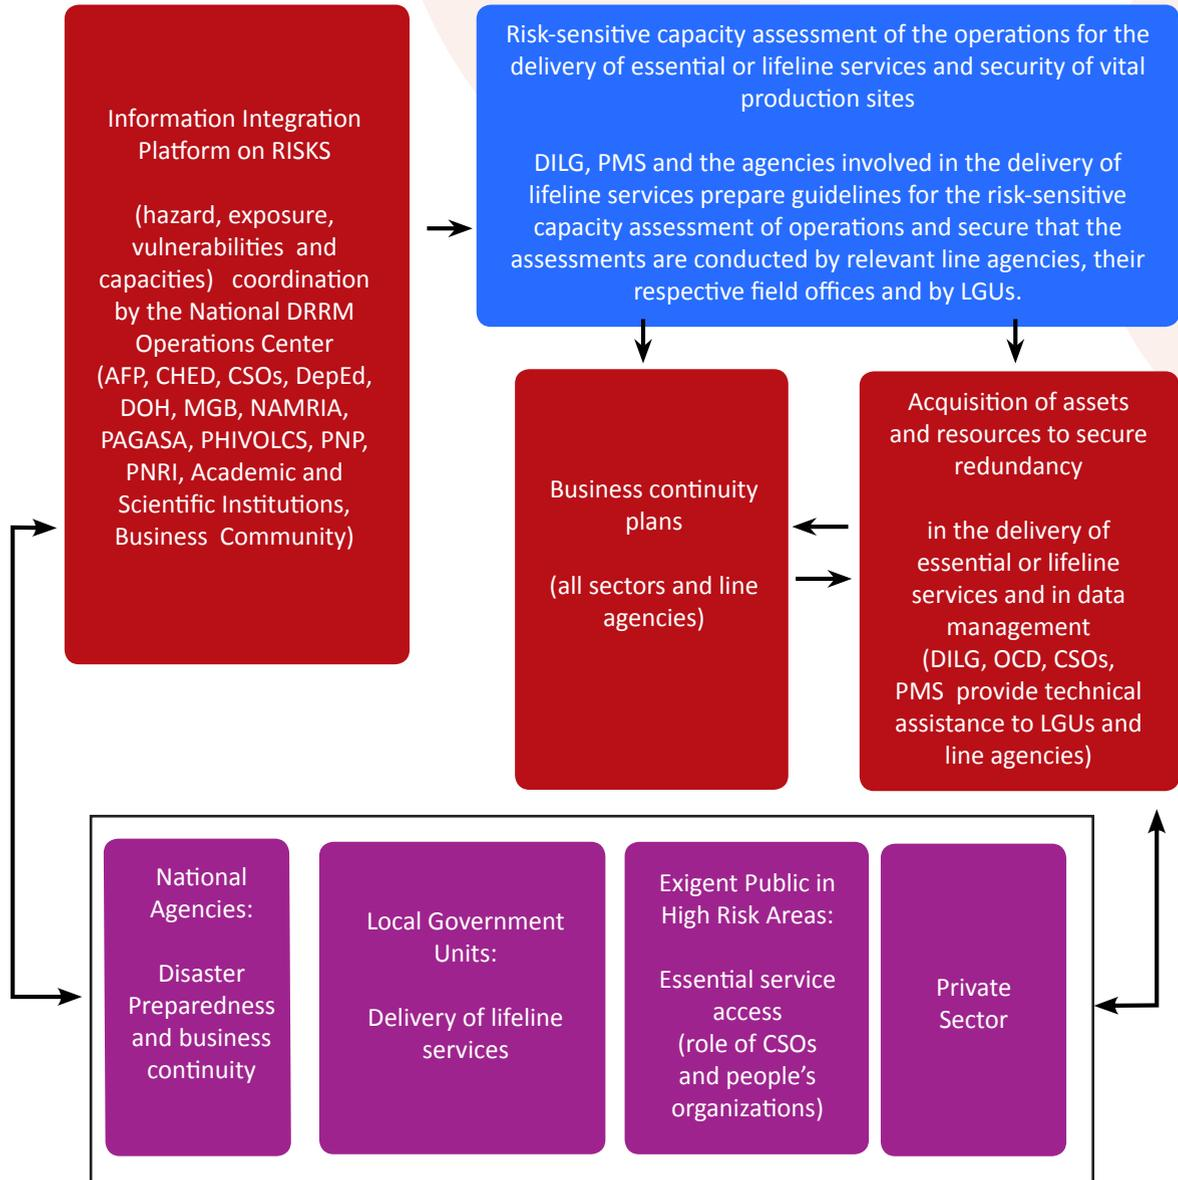 Information Integration
Platform on RISKS
(hazard, exposure,
vulnerabilities and
capacities) coordination
by the National DRRM
Operations Center
(AFP, CHED, CSOs, DepEd,
DOH, MGB, NAMRIA,
PAGASA, PHIVOLCS, PNP,
PNRI, Academic and
Scientific Institutions,
Business Community)
Risk-sensitive capacity assessment of the operations for the
delivery of essential or lifeline services and security of vital
production sites
DILG, PMS and the agencies involved in the delivery of
lifeline services prepare guidelines for the risk-sensitive
capacity assessment of operations and secure that the
assessments are conducted by relevant line agencies, their
respective field offices and by LGUs.
Business continuity
plans
(all sectors and line
agencies)
Acquisition of assets
and resources to secure
redundancy
in the delivery of
essential or lifeline
services and in data
management
(DILG, OCD, CSOs,
PMS provide technical
assistance to LGUs and
line agencies)
National
Agencies:
Disaster
Preparedness
and business
continuity
Local Government
Units:
Delivery of lifeline
services
Exigent Public in
High Risk Areas:
Essential service
access
(role of CSOs
and people's
organizations)
Private
Sector